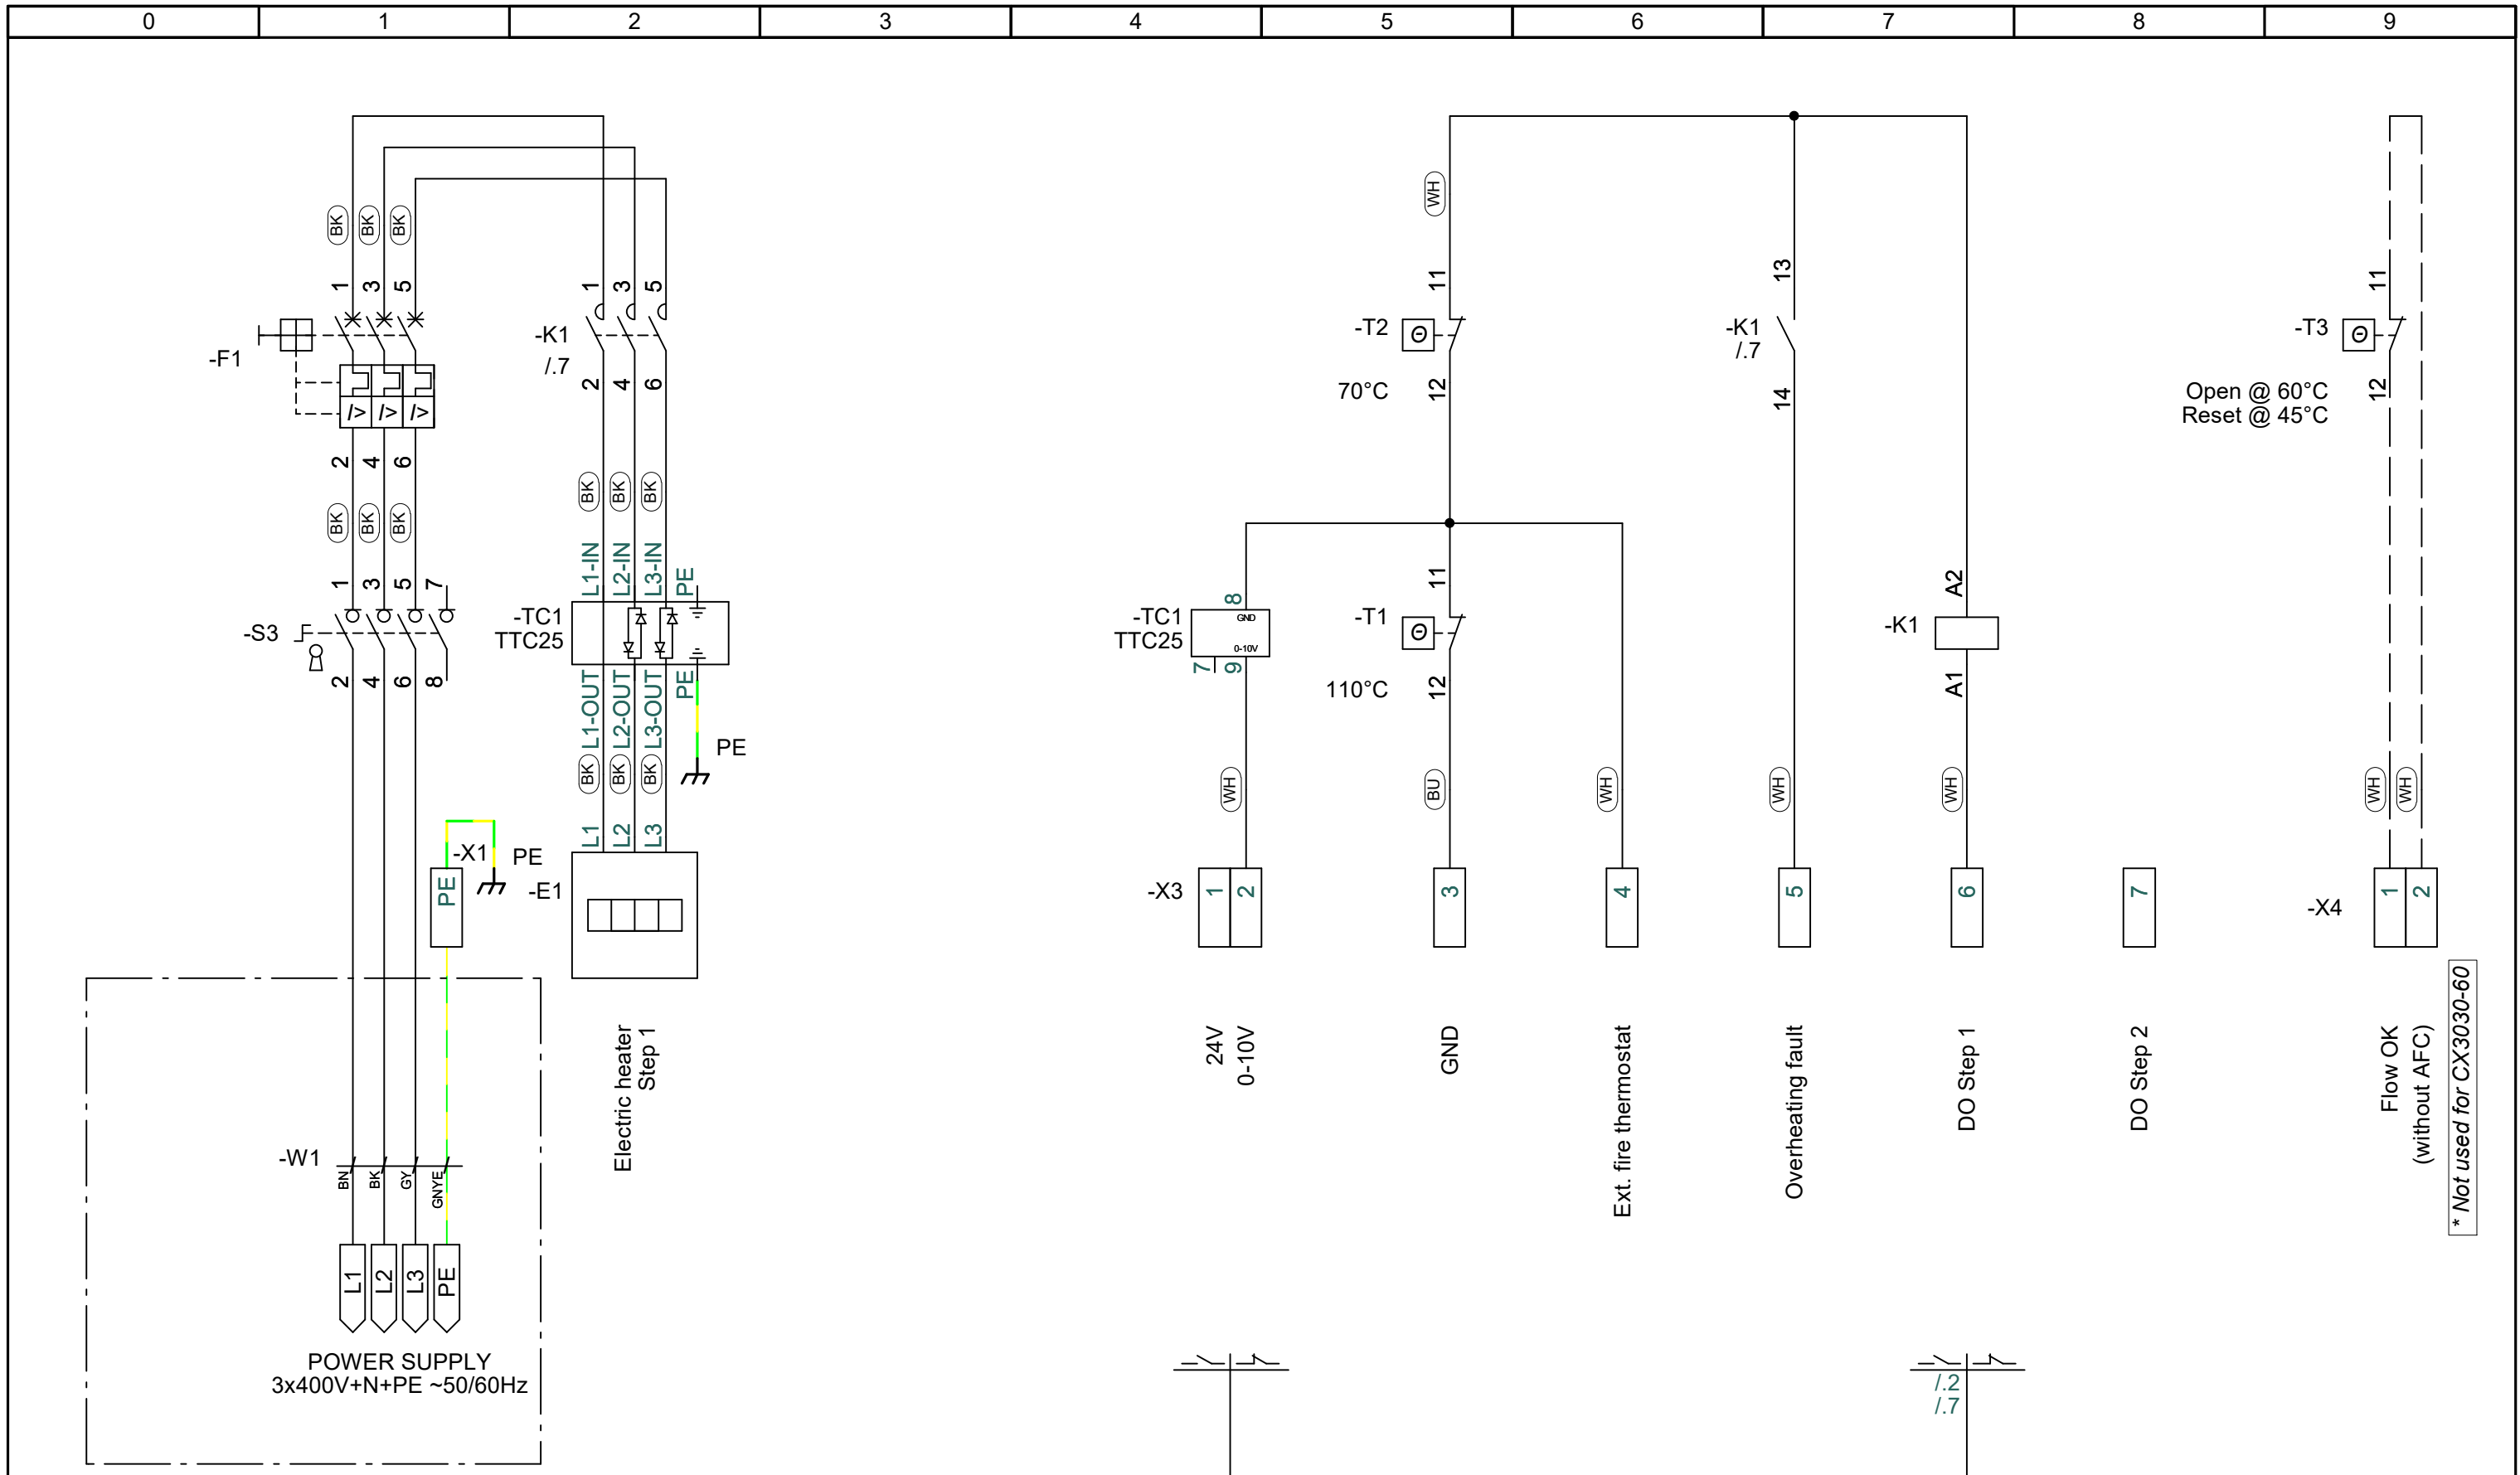 0 1 2 3 4 5 6 7 8 9
BK BK BK
1 3 5
-F1
I> I> I>
2 4 6
BK BK BK
1 3 5 7
-S3
2 4 6 8
-X1
PE
PE
-W1
BN BK GY GNYE
L1 L2 L3 PE
POWER SUPPLY
3x400V+N+PE ~50/60Hz
1 3 5
-K1
/.7
2 4 6
BK BK BK
L1-IN L2-IN L3-IN PE
-TC1
TTC25
L1-OUT L2-OUT L3-OUT PE
PE
BK BK BK
L1 L2 L3
-E1
Electric heater
Step 1
8
-TC1
TTC25
GND
0-10V
7 9
WH
-X3
1 2
24V
0-10V
WH
11
-T2
Θ
70°C
12
11
-T1
Θ
110°C
12
BU
3
GND
WH
4
Ext. fire thermostat
13
-K1
/.7
14
WH
5
Overheating fault
A2
-K1
A1
WH
6
DO Step 1
/.2
/.7
7
DO Step 2
11
-T3
Θ
Open @ 60°C
Reset @ 45°C
12
WH WH
-X4
1 2
Flow OK
(without AFC)
* Not used for CX3030-60